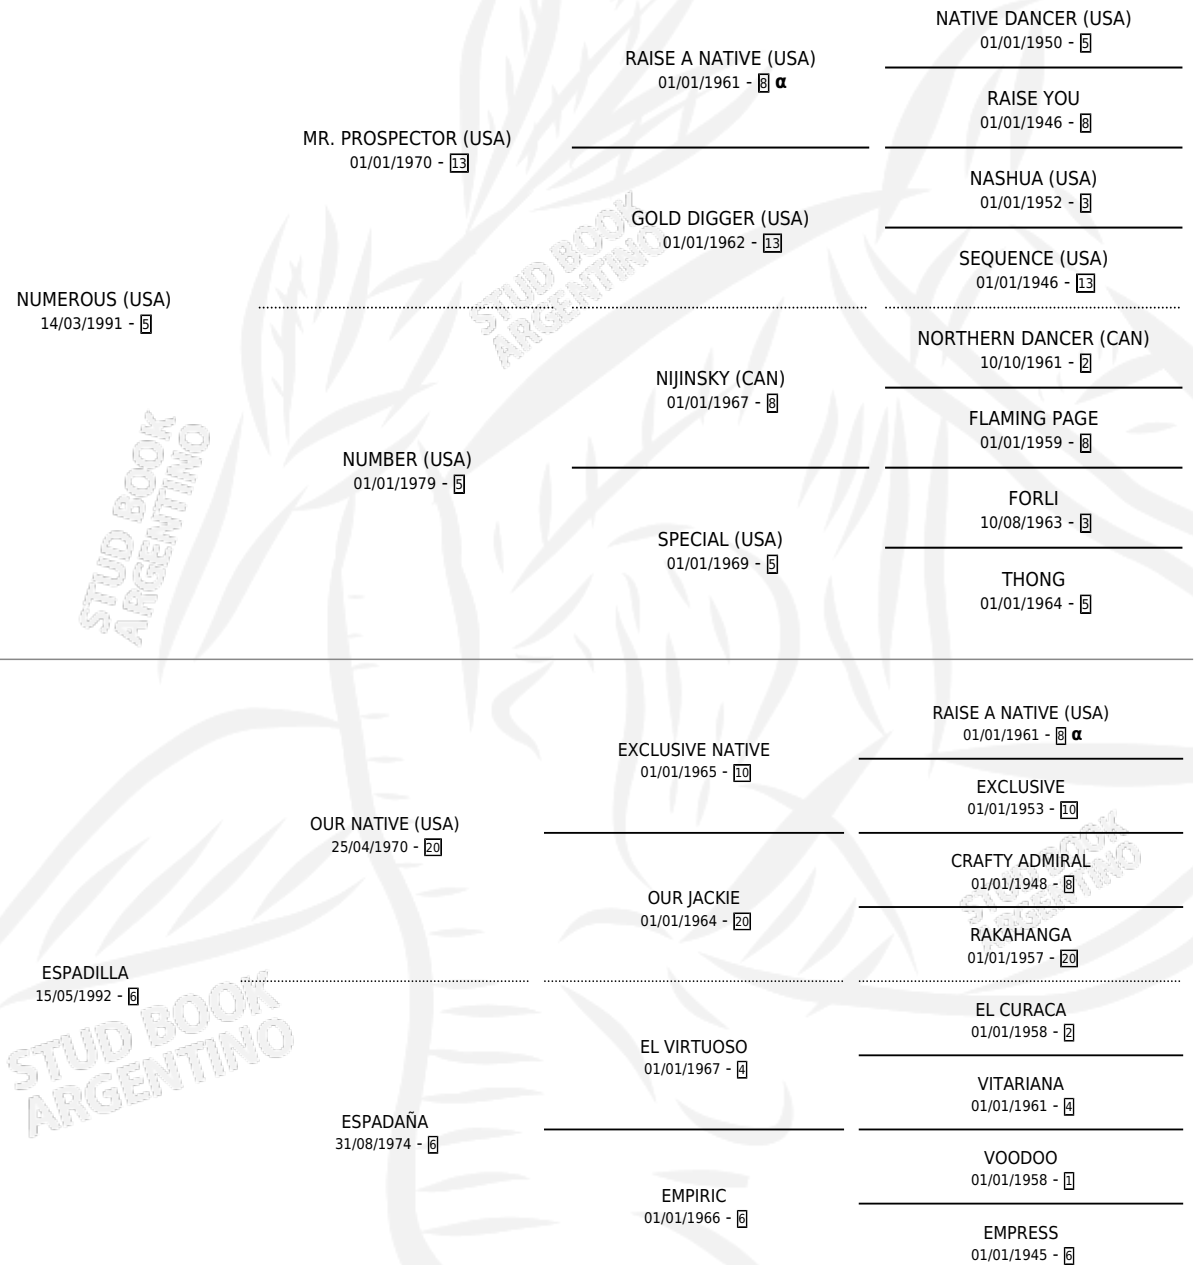 NATIVE DANCER (USA)
01/01/1950 - 5
RAISE A NATIVE (USA)
01/01/1961 - 8 α
RAISE YOU
01/01/1946 - 8
MR. PROSPECTOR (USA)
01/01/1970 - 13
NASHUA (USA)
01/01/1952 - 3
GOLD DIGGER (USA)
01/01/1962 - 13
SEQUENCE (USA)
01/01/1946 - 13
NUMEROUS (USA)
14/03/1991 - 5
NORTHERN DANCER (CAN)
10/10/1961 - 2
NIJINSKY (CAN)
01/01/1967 - 8
FLAMING PAGE
01/01/1959 - 8
NUMBER (USA)
01/01/1979 - 5
FORLI
10/08/1963 - 3
SPECIAL (USA)
01/01/1969 - 5
THONG
01/01/1964 - 5
RAISE A NATIVE (USA)
01/01/1961 - 8 α
EXCLUSIVE NATIVE
01/01/1965 - 10
EXCLUSIVE
01/01/1953 - 10
OUR NATIVE (USA)
25/04/1970 - 20
CRAFTY ADMIRAL
01/01/1948 - 8
OUR JACKIE
01/01/1964 - 20
RAKAHANGA
01/01/1957 - 20
ESPADILLA
15/05/1992 - 6
EL CURACA
01/01/1958 - 2
EL VIRTUOSO
01/01/1967 - 4
VITARIANA
01/01/1961 - 4
ESPADAÑA
31/08/1974 - 6
VOODOO
01/01/1958 - 1
EMPIRIC
01/01/1966 - 6
EMPRESS
01/01/1945 - 6
STUD BOOK
ARGENTINO
STUD BOOK
ARGENTINO
STUD BOOK
ARGENTINO
STUD BOOK
ARGENTINO